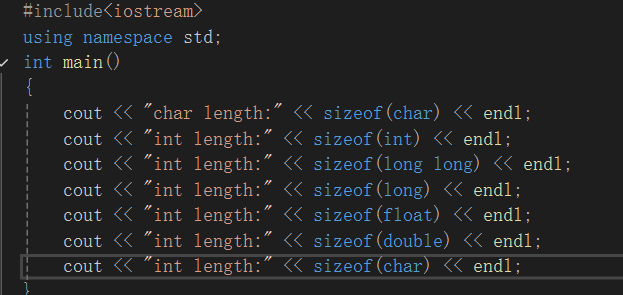 #include<iostream>
using namespace std;
int main()
{
cout << "char length:" << sizeof(char) << endl;
cout << "int length:" << sizeof(int) << endl;
cout << "int length:" << sizeof(long long) << endl;
cout << "int length:" << sizeof(long) << endl;
cout << "int length:" << sizeof(float) << endl;
cout << "int length:" << sizeof(double) << endl;
cout << "int length:" << sizeof(char) << endl;
}